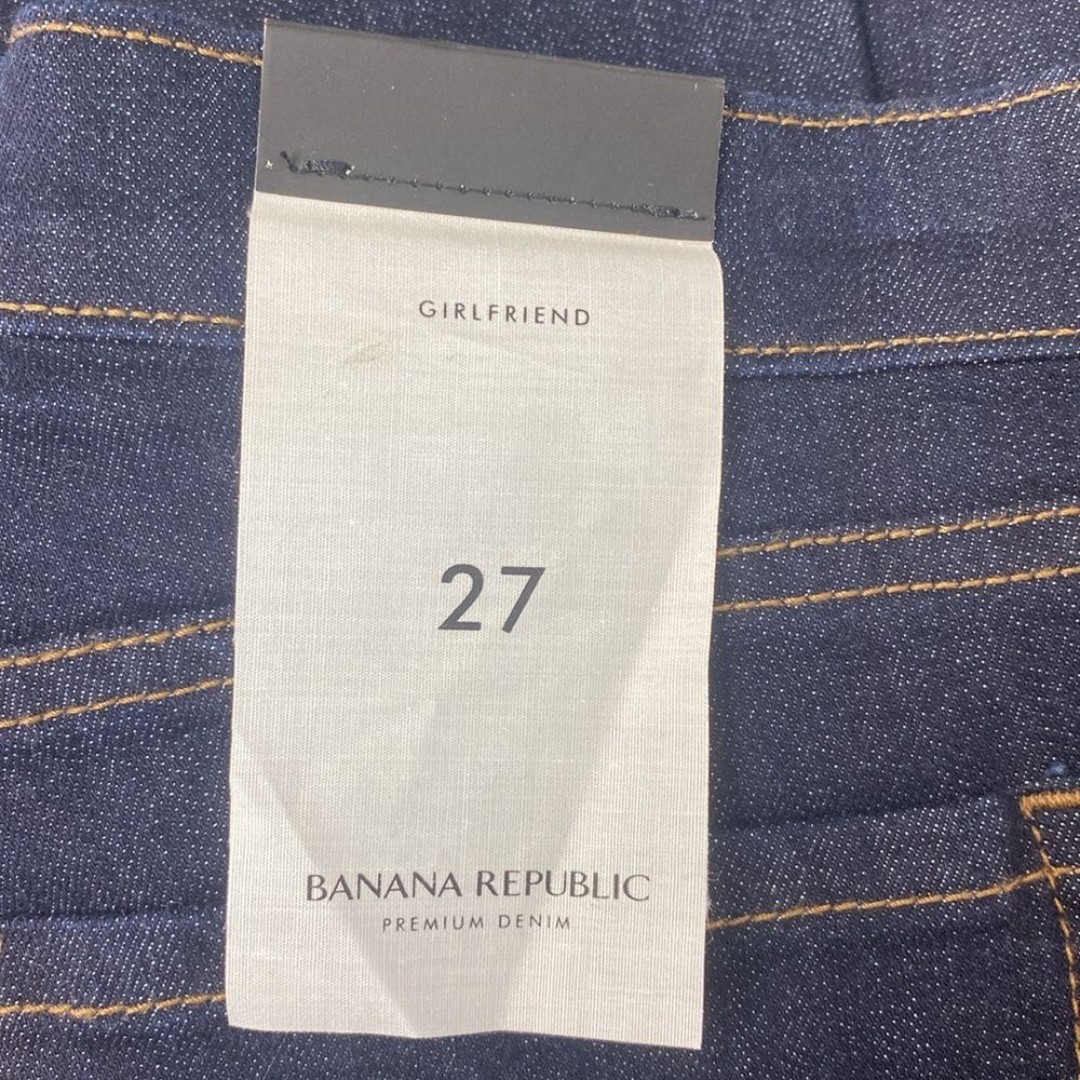 GIRLFRIEND
27
BANANA REPUBLIC
PREMIUM DENIM